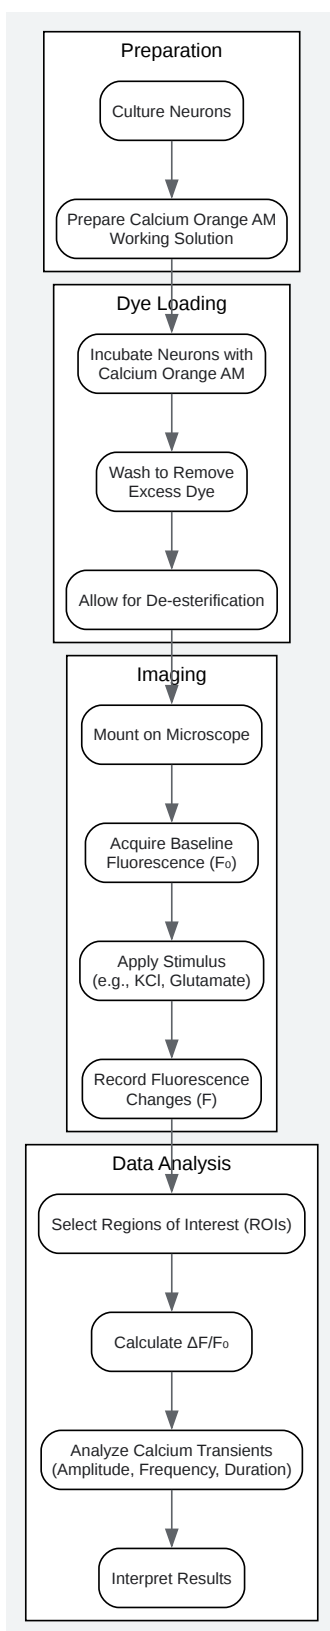 Preparation
Culture Neurons
Prepare Calcium Orange AM
Working Solution
Dye Loading
Incubate Neurons with
Calcium Orange AM
Wash to Remove
Excess Dye
Allow for De-esterification
Imaging
Mount on Microscope
Acquire Baseline
Fluorescence (F₀)
Apply Stimulus
(e.g., KCl, Glutamate)
Record Fluorescence
Changes (F)
Data Analysis
Select Regions of Interest (ROIs)
Calculate ΔF/F₀
Analyze Calcium Transients
(Amplitude, Frequency, Duration)
Interpret Results